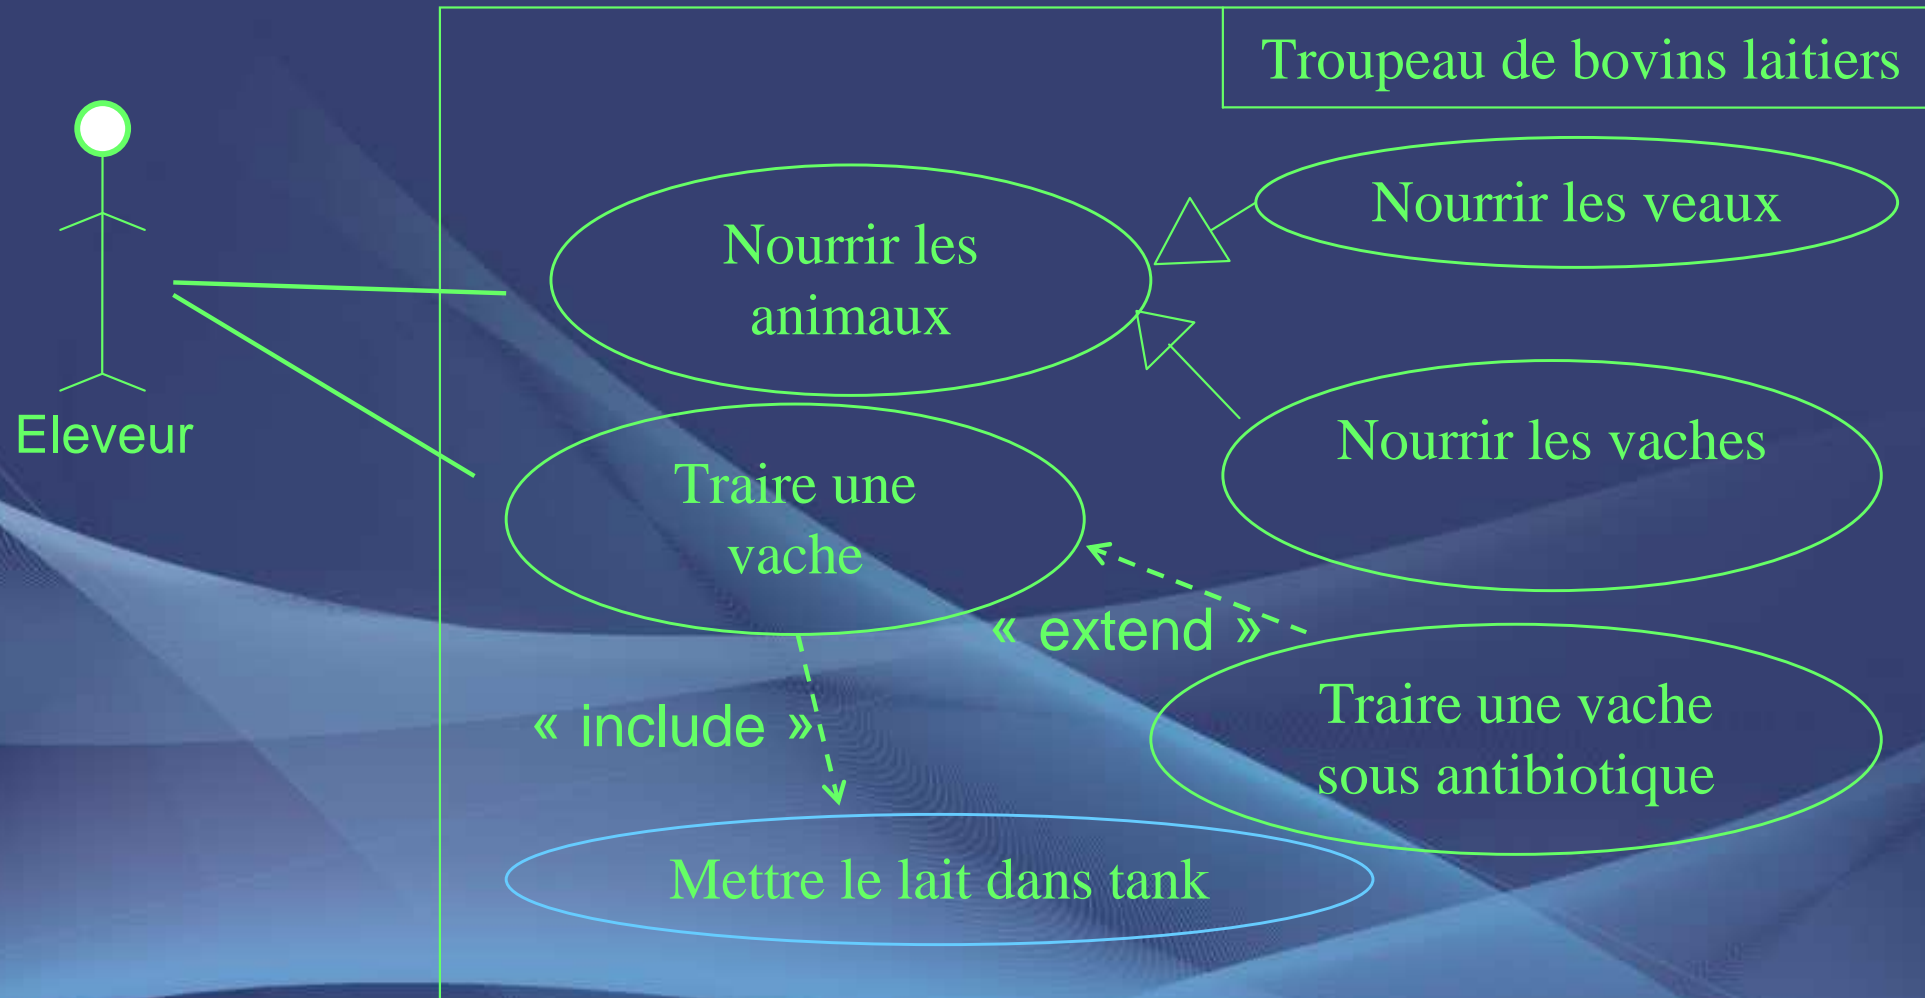 Troupeau de bovins laitiers
Nourrir les veaux
Nourrir les
animaux
Eleveur
Nourrir les vaches
Traire une
vache
« extend »
« include »
Traire une vache
sous antibiotique
Mettre le lait dans tank